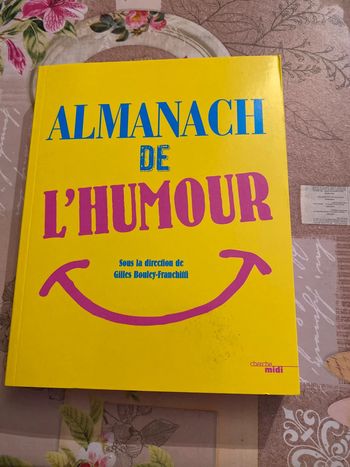 ALMANACH
DE
L'HUMOUR
Sous la direction de
Gilles Bouley-Franchitti
cherche
midi